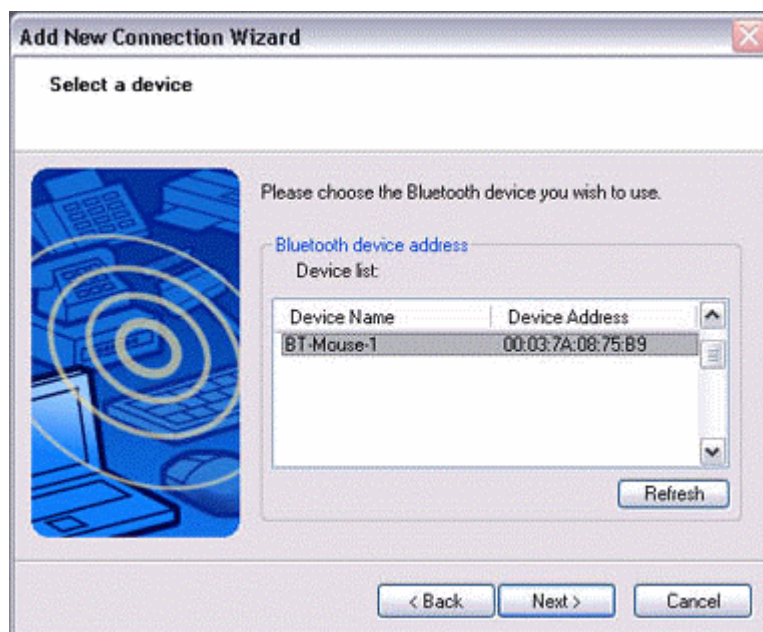 Add New Connection Wizard
Select a device
Please choose the Bluetooth device you wish to use.
Bluetooth device address
Device list:
Device Name Device Address
BT-Mouse-1 00:03:7A:08:75:B9
Refresh
< Back Next > Cancel